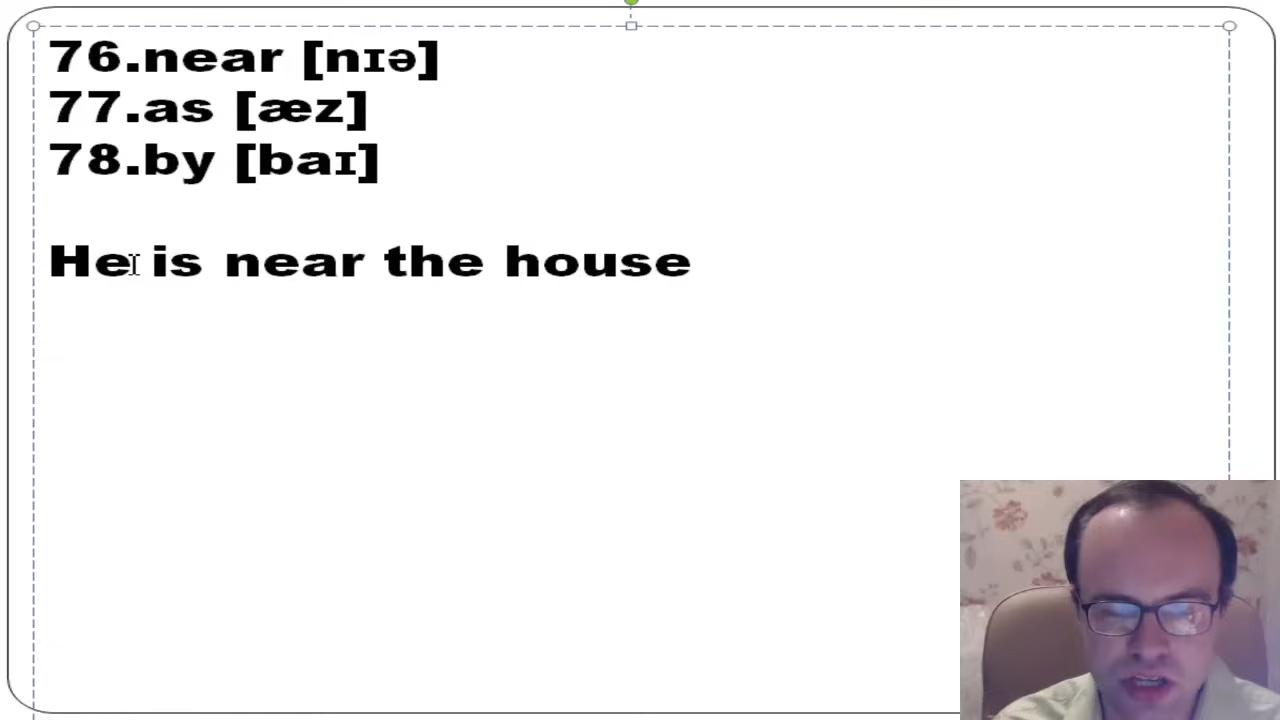 76.near [nɪə]
77.as [æz]
78.by [baɪ]
He is near the house